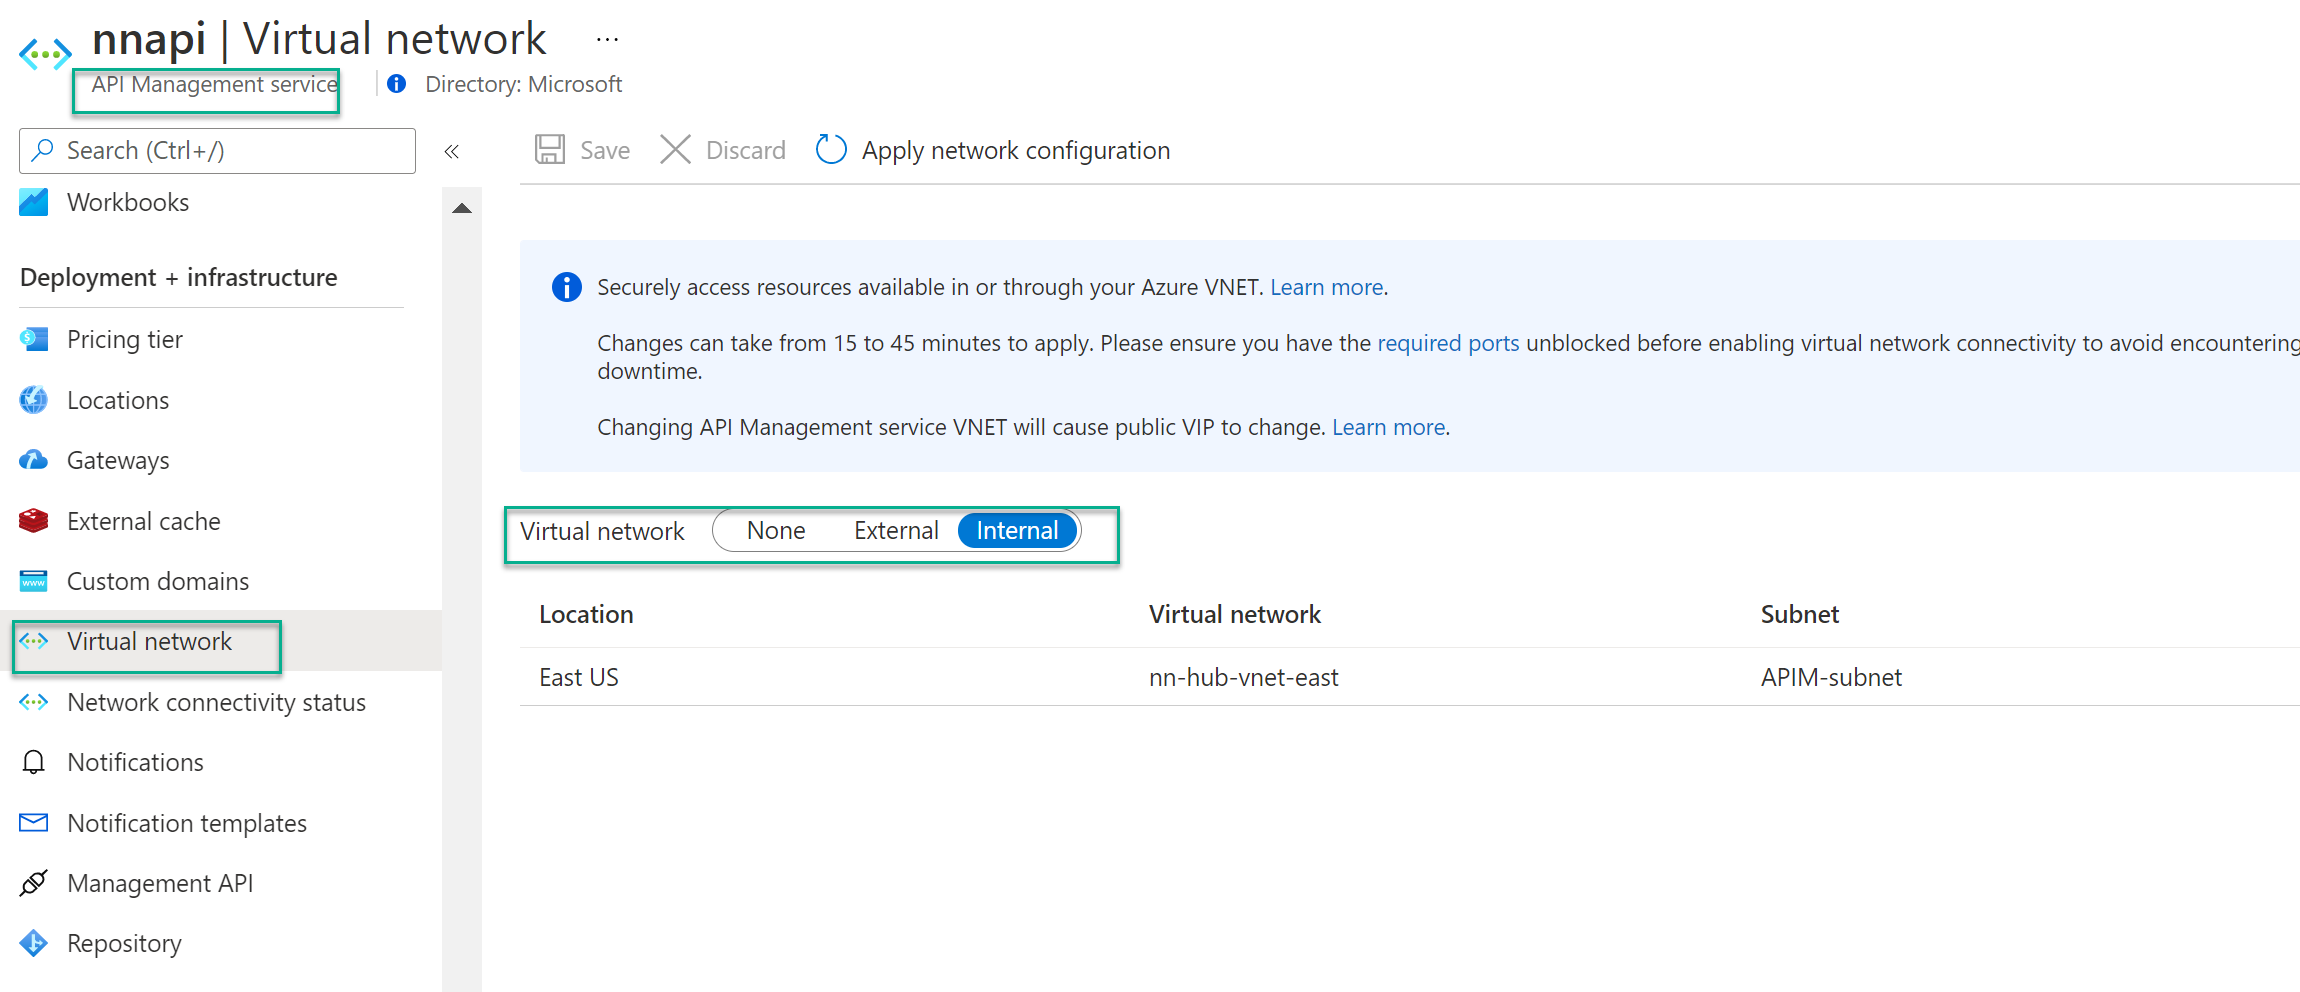 nnapi | Virtual network ...
API Management service
Directory: Microsoft
Search (Ctrl+/)
«
Save
Discard
Apply network configuration
Workbooks
Deployment + infrastructure
Pricing tier
Locations
Gateways
External cache
Custom domains
Virtual network
Network connectivity status
Notifications
Notification templates
Management API
Repository
Securely access resources available in or through your Azure VNET. Learn more.
Changes can take from 15 to 45 minutes to apply. Please ensure you have the required ports unblocked before enabling virtual network connectivity to avoid encountering
downtime.
Changing API Management service VNET will cause public VIP to change. Learn more.
Virtual network None External Internal
Location Virtual network Subnet
East US nn-hub-vnet-east APIM-subnet